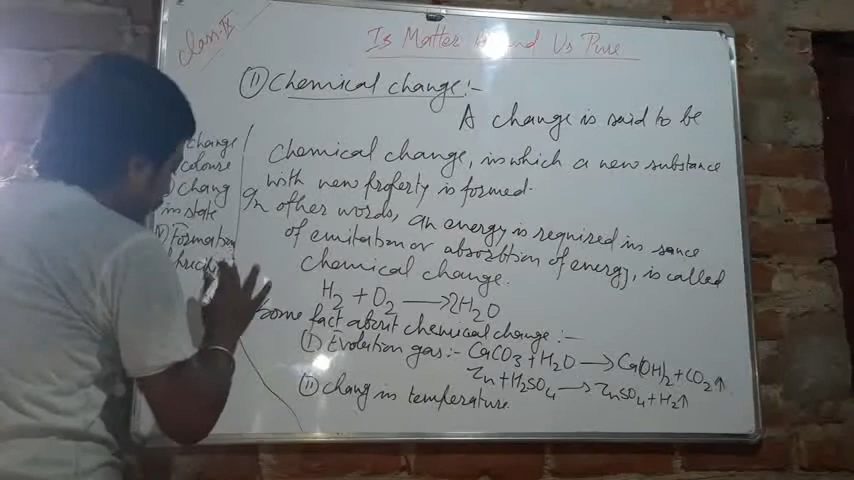 Class-IX
Is Matter Around Us Pure
(II) Chemical change:-
A change is said to be
Chemical change, in which a new substance
with new property is formed.
In other words, an energy is required in
of emitation or absorbtion of energy, is called
chemical change.
H2 + O2 → 2H2O
Some fact about chemical change:-
(I) Evolution gas:- CaCO3 + H2O → Ca(OH)2 + CO2↑
Zn + H2SO4 → ZnSO4 + H2↑
(II) Chang in temperature.
change
colour
Chang
in state
Formation